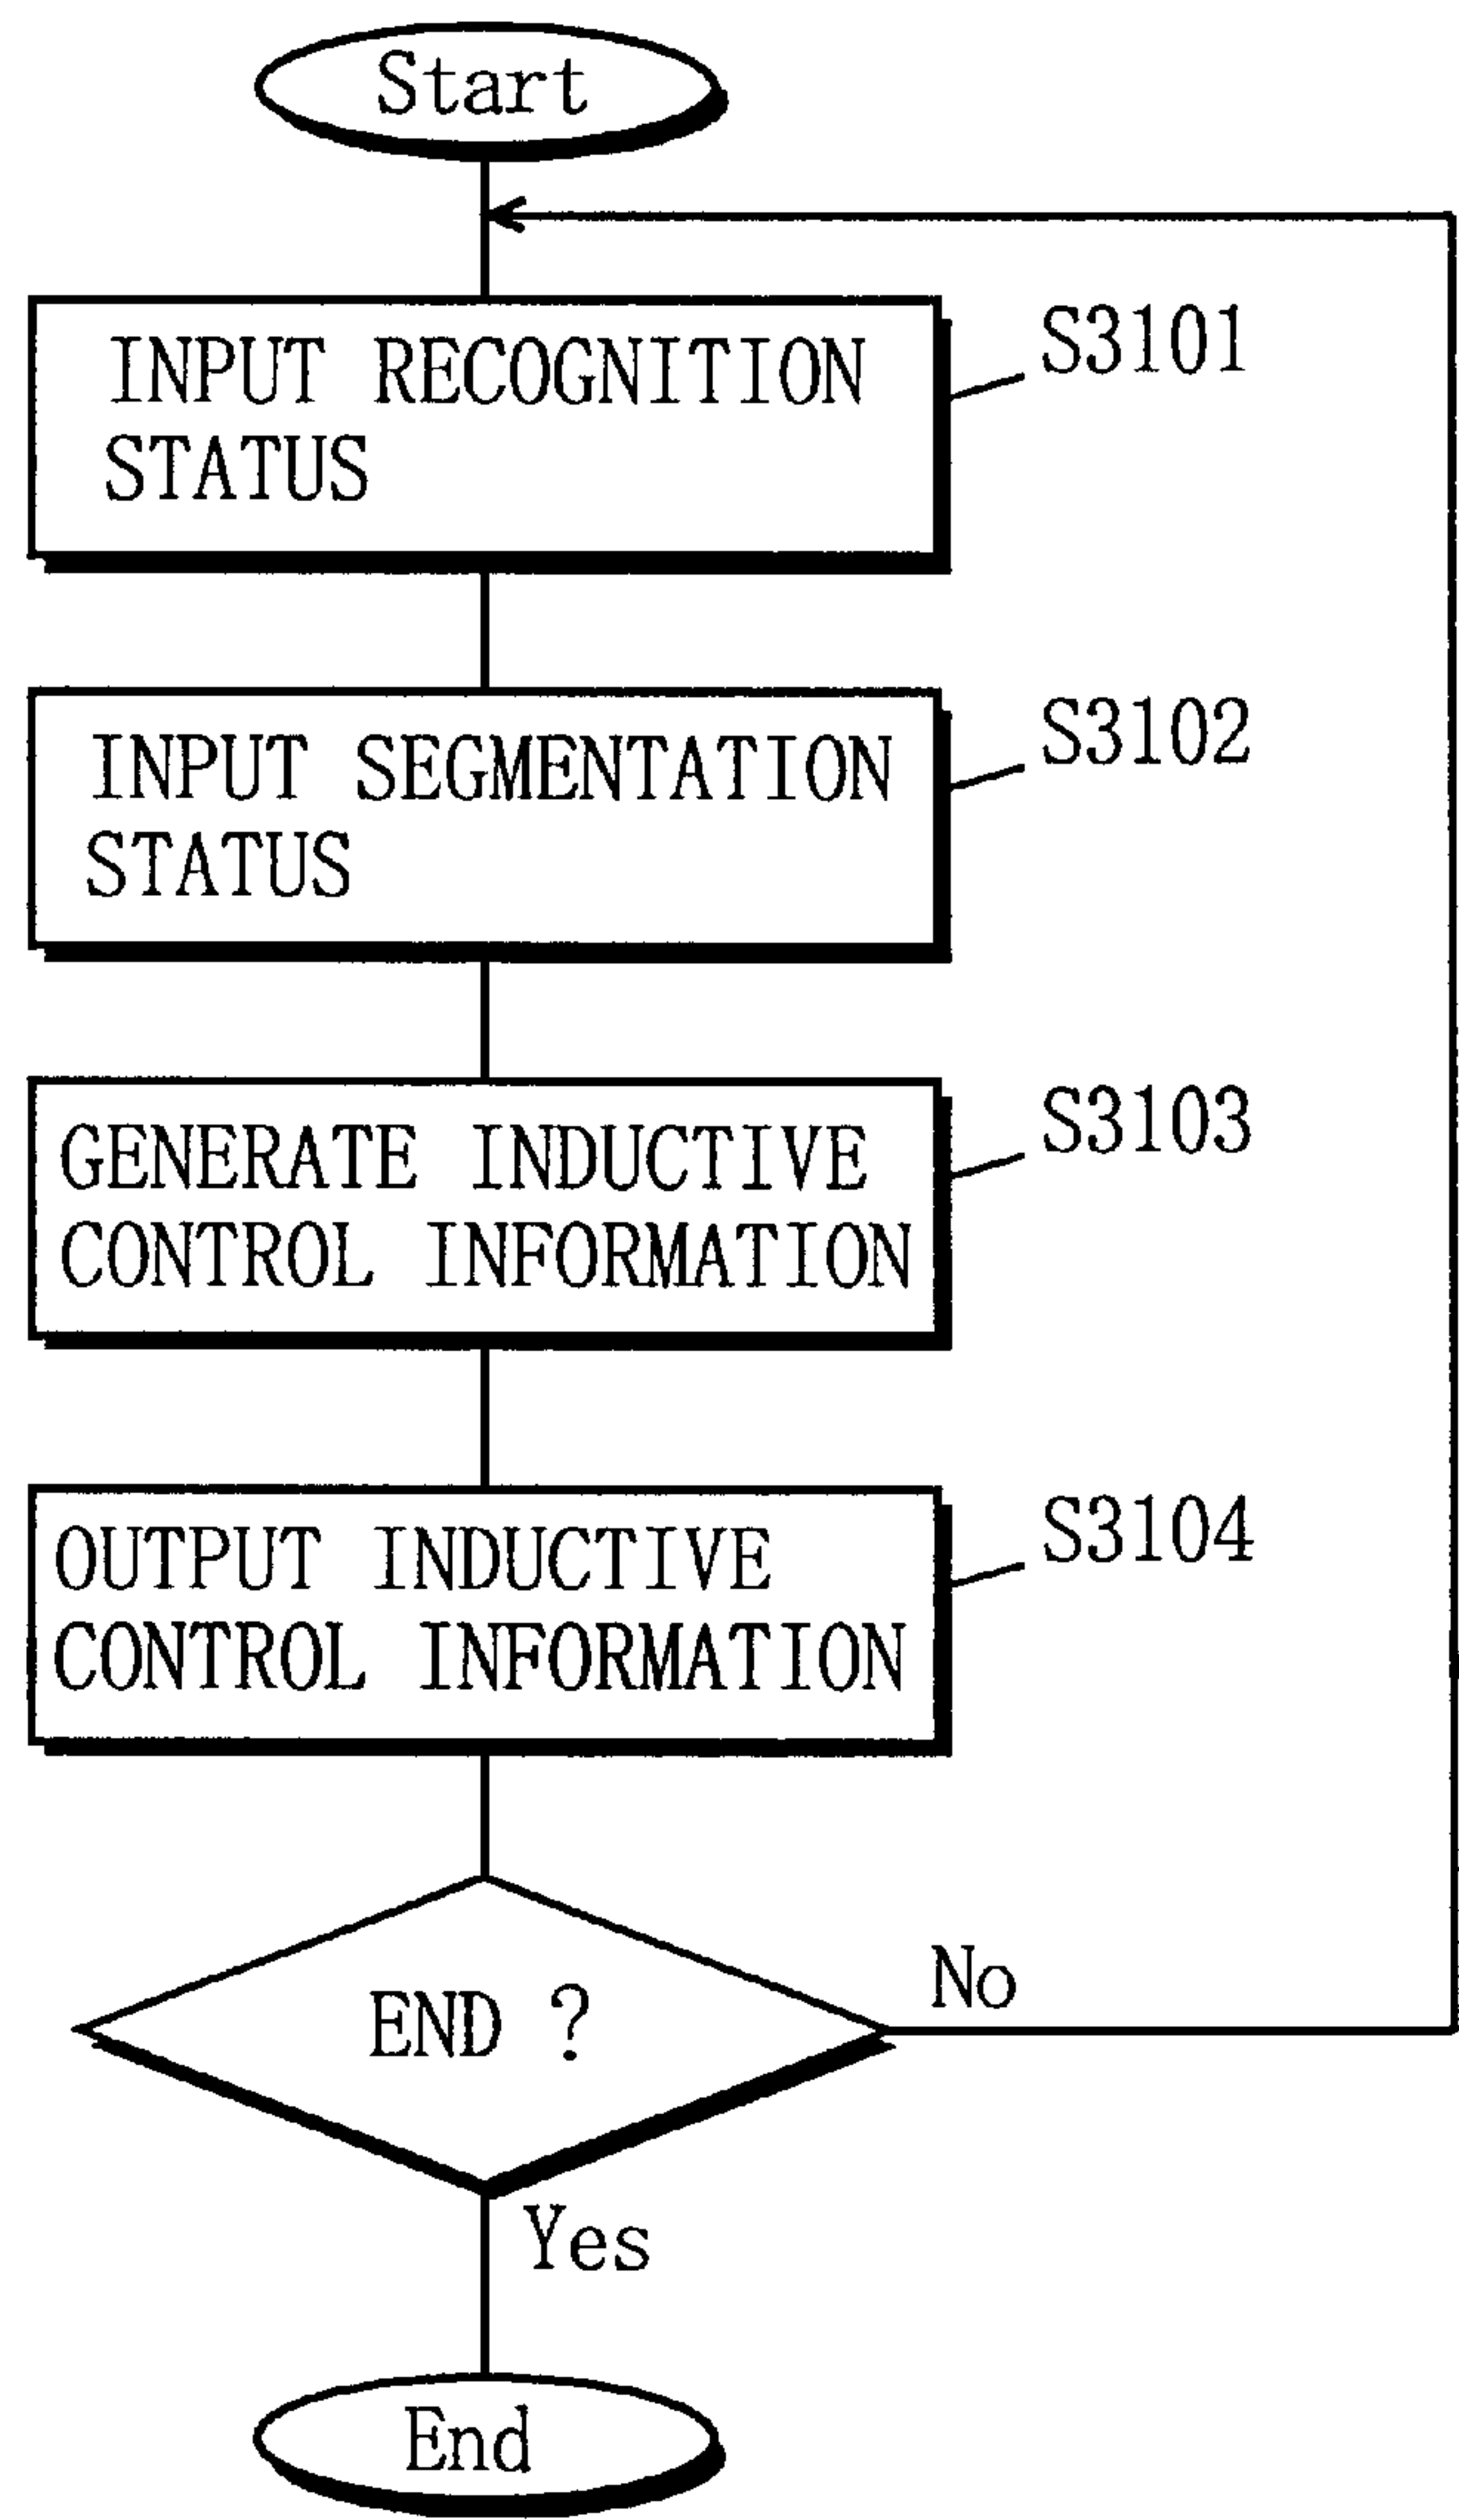 Start
INPUT RECOGNITION
STATUS
S3101
INPUT SEGMENTATION
STATUS
S3102
GENERATE INDUCTIVE
CONTROL INFORMATION
S3103
OUTPUT INDUCTIVE
CONTROL INFORMATION
S3104
END ?
No
Yes
End